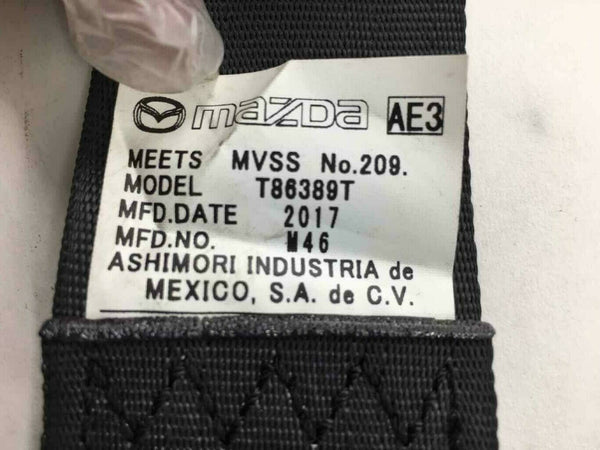 mazda AE3
MEETS MVSS No.209.
MODEL T86389T
MFD.DATE 2017
MFD.NO. M46
ASHIMORI INDUSTRIA de
MEXICO, S.A. de C.V.